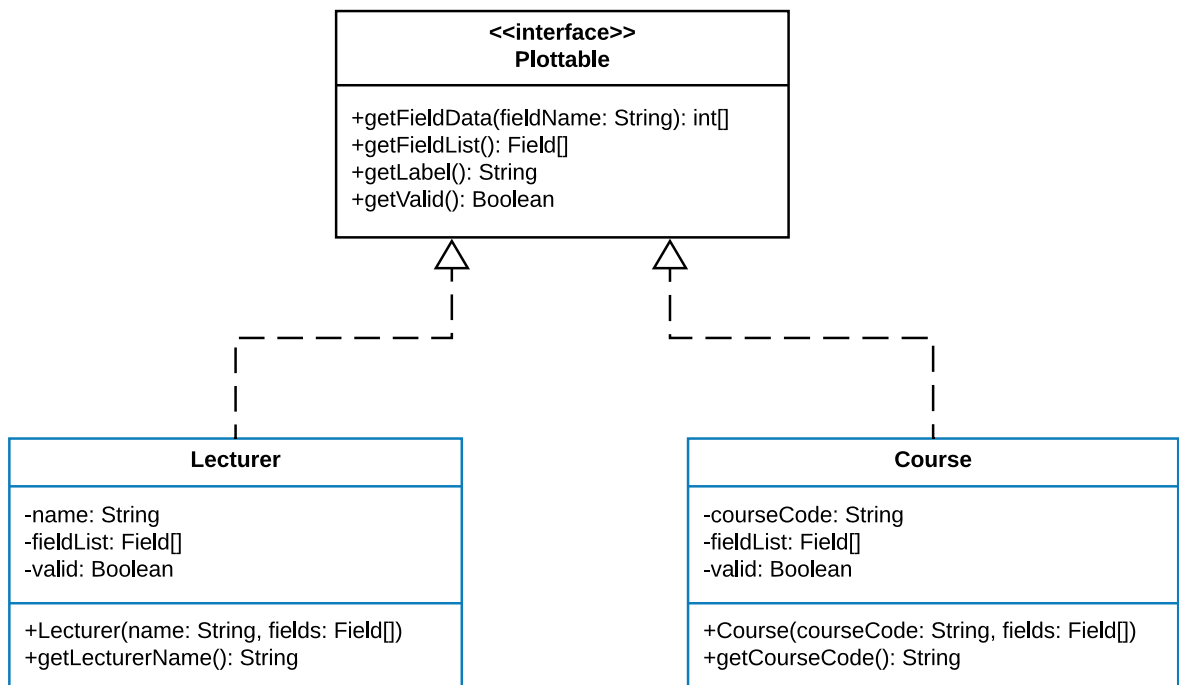 <<interface>>
Plottable
+getFieldData(fieldName: String): int[]
+getFieldList(): Field[]
+getLabel(): String
+getValid(): Boolean
Lecturer
-name: String
-fieldList: Field[]
-valid: Boolean
+Lecturer(name: String, fields: Field[])
+getLecturerName(): String
Course
-courseCode: String
-fieldList: Field[]
-valid: Boolean
+Course(courseCode: String, fields: Field[])
+getCourseCode(): String